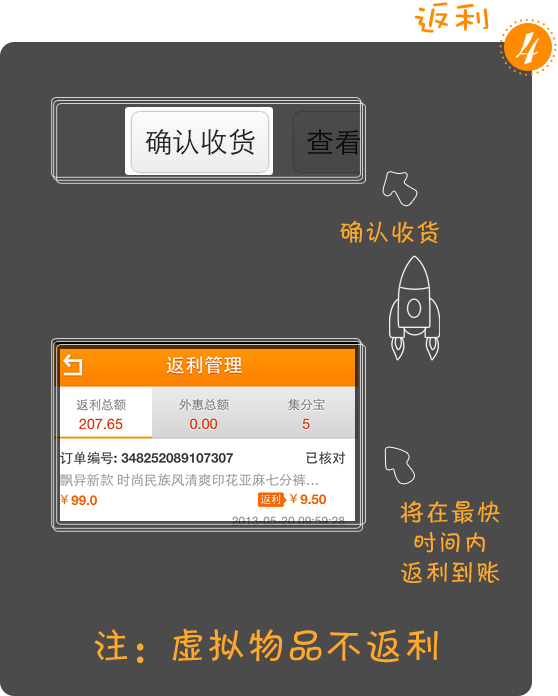 返利
4
确认收货
查看
确认收货
返利管理
返利总额
外惠总额
集分宝
207.65
0.00
5
订单编号: 348252089107307
已核对
飘异新款 时尚民族风清爽印花亚麻七分裤…
￥99.0
返利 ￥9.50
2013-05-20 09:59:28
将在最快
时间内
返利到账
注：虚拟物品不返利